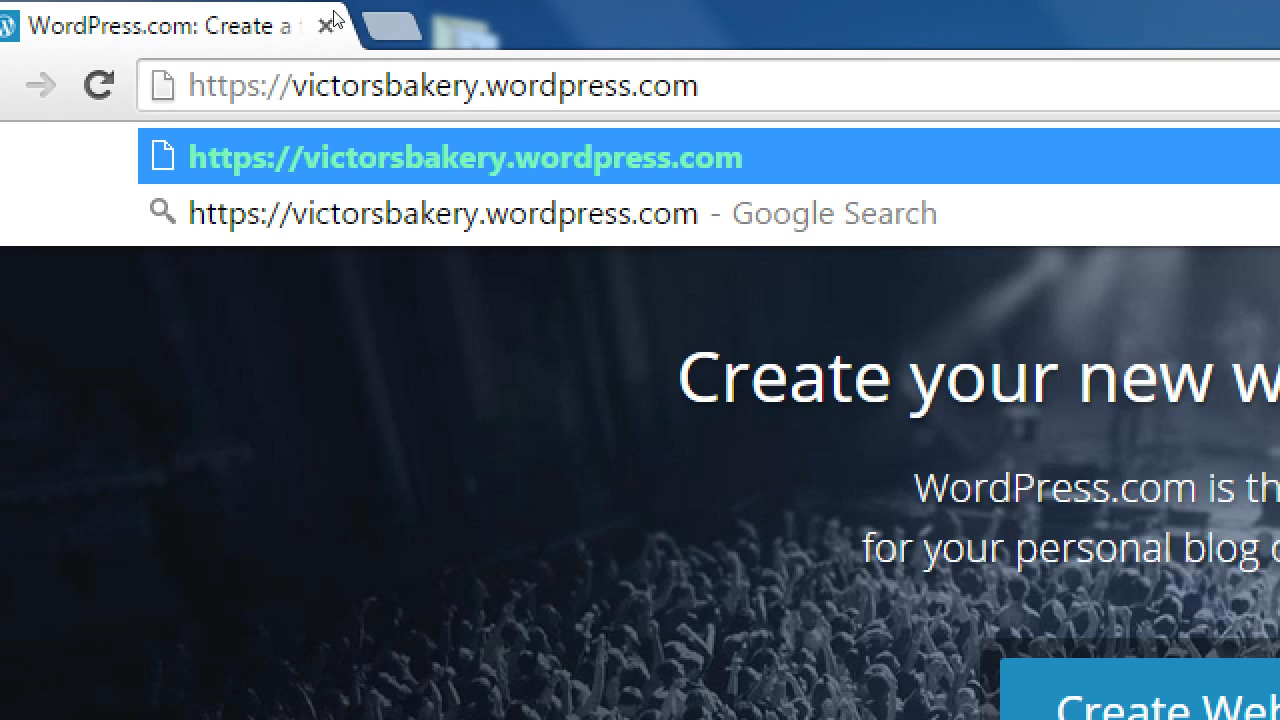 WordPress.com: Create a
https://victorsbakery.wordpress.com
https://victorsbakery.wordpress.com
https://victorsbakery.wordpress.com - Google Search
Create your new w
WordPress.com is th
for your personal blog
Create Web